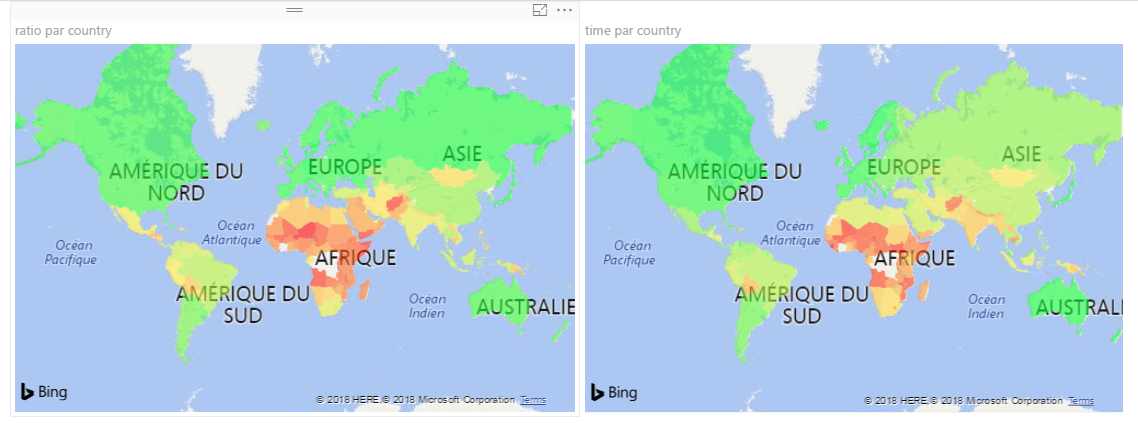 ratio par country
time par country
AMÉRIQUE DU
NORD
EUROPE
ASIE
Océan
Atlantique
Océan
Pacifique
AFRIQUE
AMÉRIQUE DU
SUD
Océan
Indien
AUSTRALIE
Bing
© 2018 HERE,© 2018 Microsoft Corporation Terms
AMÉRIQUE DU
NORD
EUROPE
ASIE
Océan
Atlantique
Océan
Pacifique
AFRIQUE
AMÉRIQUE DU
SUD
Océan
Indien
AUSTRALI
Bing
© 2018 HERE,© 2018 Microsoft Corporation Terms